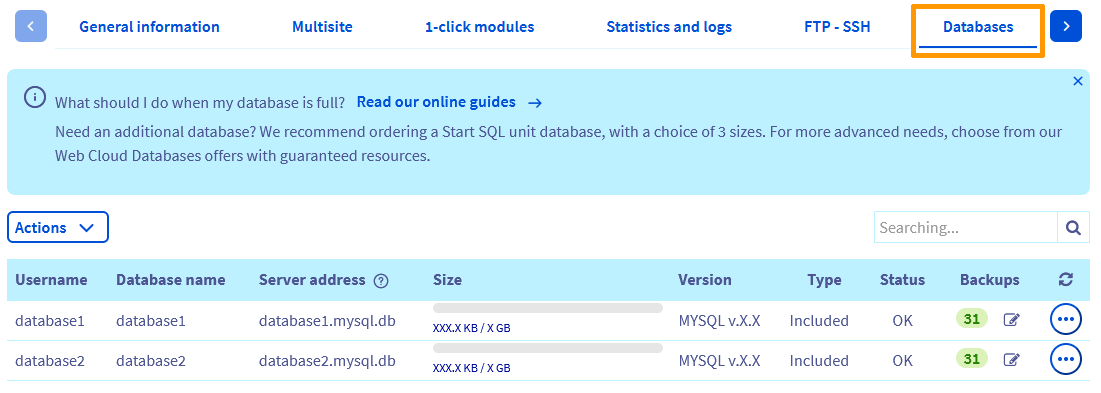 General information Multisite 1-click modules Statistics and logs FTP - SSH Databases
What should I do when my database is full? Read our online guides →
Need an additional database? We recommend ordering a Start SQL unit database, with a choice of 3 sizes. For more advanced needs, choose from our
Web Cloud Databases offers with guaranteed resources.
Actions Searching...
Username Database name Server address Size Version Type Status Backups
database1 database1 database1.mysql.db XXX.X KB / X GB MYSQL v.X.X Included OK 31
database2 database2 database2.mysql.db XXX.X KB / X GB MYSQL v.X.X Included OK 31